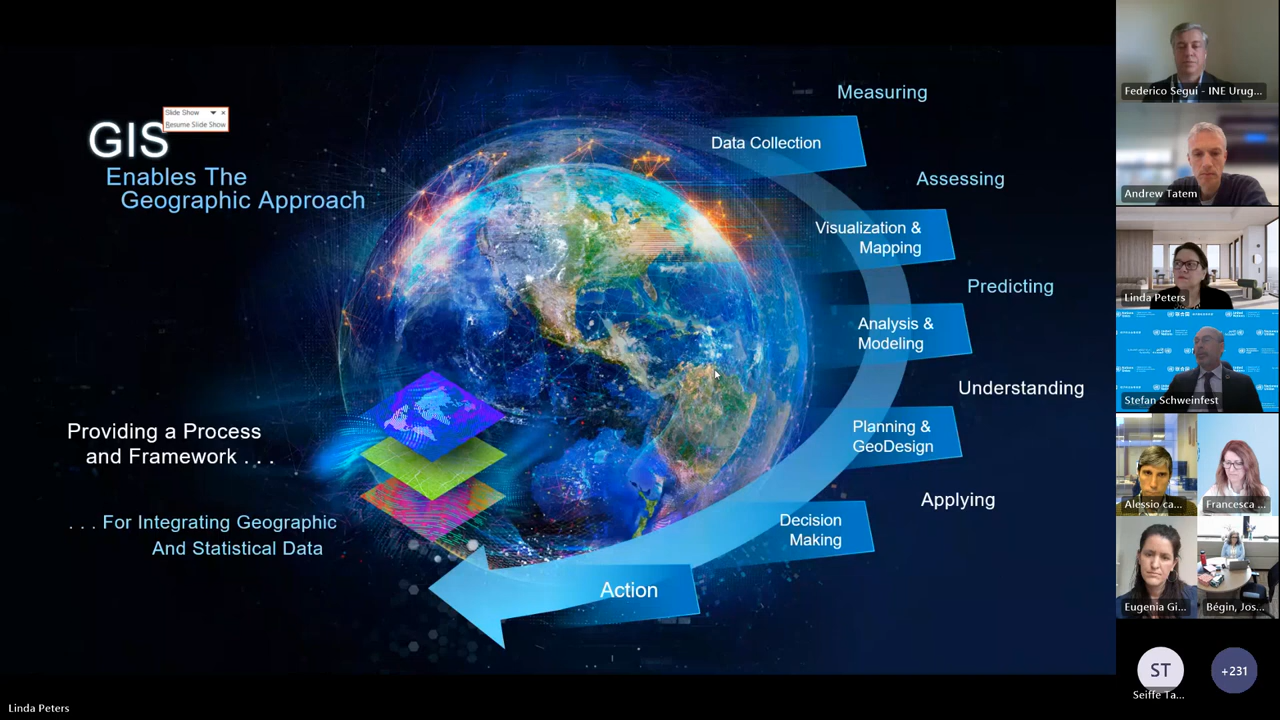 Slide Show
Resume Slide Show
GIS
Enables The
Geographic Approach
Providing a Process
and Framework . . .
. . . For Integrating Geographic
And Statistical Data
Measuring
Data Collection
Assessing
Visualization &
Mapping
Predicting
Analysis &
Modeling
Understanding
Planning &
GeoDesign
Applying
Decision
Making
Action
Linda Peters
Federico Segui - INE Urug...
Andrew Tatem
Linda Peters
Stefan Schweinfest
Alessio ca...
Francesca ...
Eugenia Gi...
Bégin, Jos...
ST
Seiffe Ta...
+231